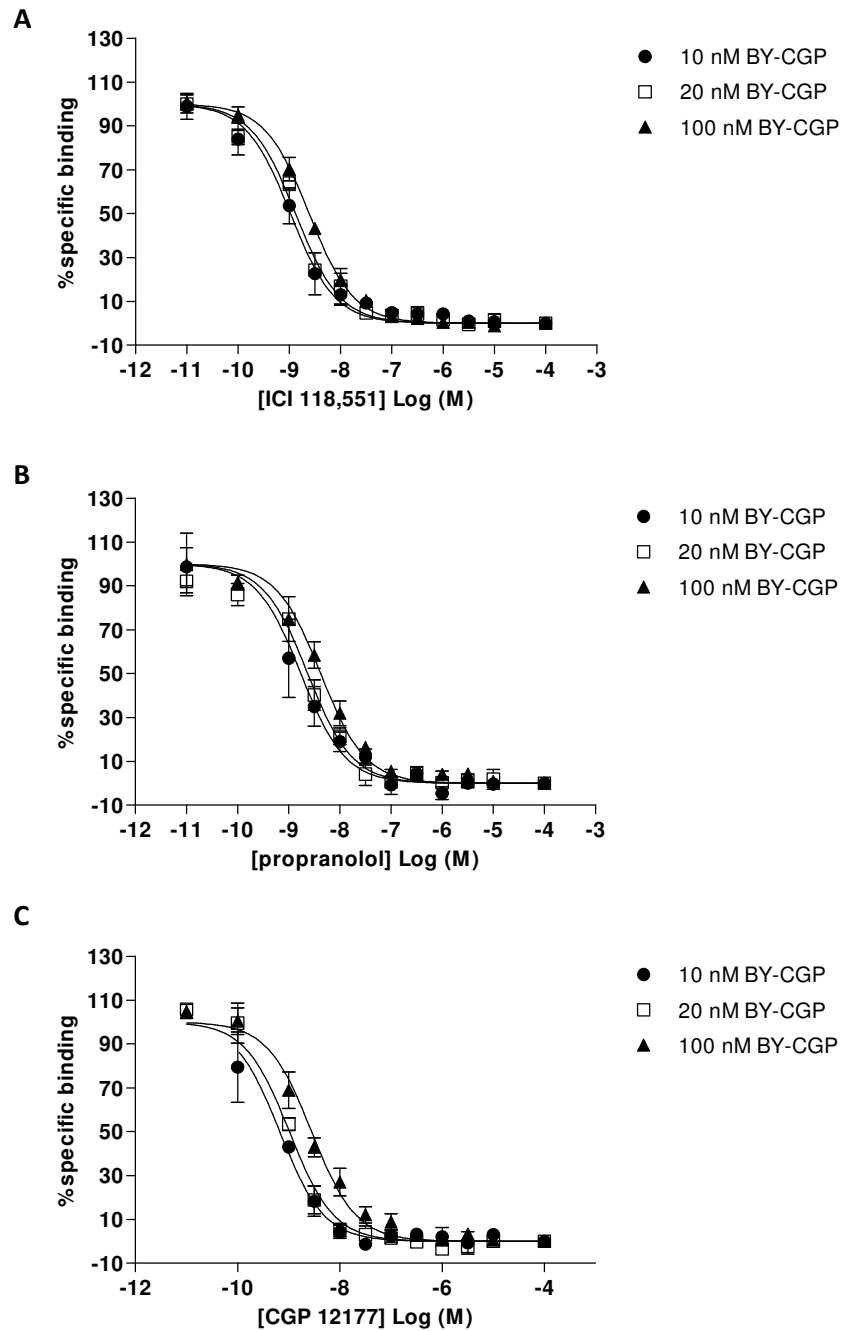 A
130
110
90
70
50
30
10
-10
-12 -11 -10 -9 -8 -7 -6 -5 -4 -3
%specific binding
[ICI 118,551] Log (M)
10 nM BY-CGP
20 nM BY-CGP
100 nM BY-CGP
B
130
110
90
70
50
30
10
-10
-12 -11 -10 -9 -8 -7 -6 -5 -4 -3
%specific binding
[propranolol] Log (M)
10 nM BY-CGP
20 nM BY-CGP
100 nM BY-CGP
C
130
110
90
70
50
30
10
-10
-12 -10 -8 -6 -4
%specific binding
[CGP 12177] Log (M)
10 nM BY-CGP
20 nM BY-CGP
100 nM BY-CGP